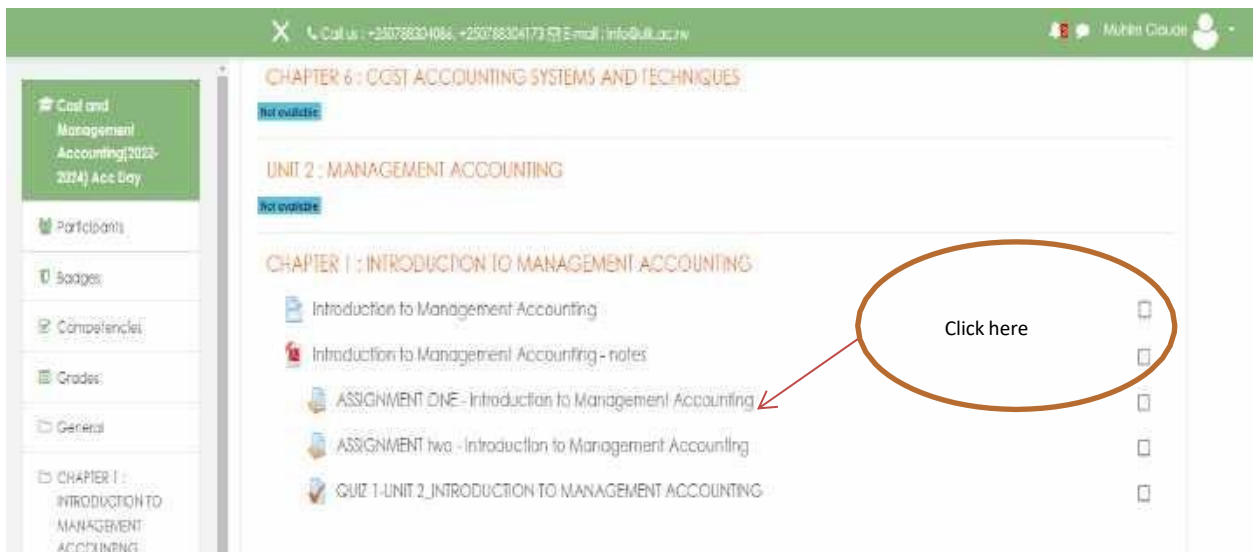 Call us : +250788304086, +250788304173 E-mail : info@ulk.ac.rw
Claude
Cost and
Management
Accounting(2022-
2024) Acc Day
Participants
Badges
Competencies
Grades
General
CHAPTER 1 :
INTRODUCTION TO
MANAGEMENT
ACCOUNTING
CHAPTER 6 : COST ACCOUNTING SYSTEMS AND TECHNIQUES
Not available
UNIT 2 : MANAGEMENT ACCOUNTING
Not available
CHAPTER 1 : INTRODUCTION TO MANAGEMENT ACCOUNTING
Introduction to Management Accounting
Introduction to Management Accounting - notes
ASSIGNMENT ONE - Introduction to Management Accounting
ASSIGNMENT two - Introduction to Management Accounting
QUIZ 1-UNIT 2_INTRODUCTION TO MANAGEMENT ACCOUNTING
Click here